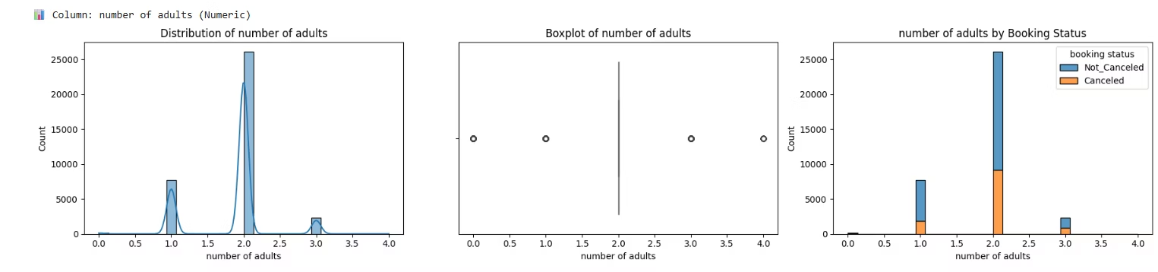 📊 Column: number of adults (Numeric)
Distribution of number of adults
Count
25000
20000
15000
10000
5000
0
0.0 0.5 1.0 1.5 2.0 2.5 3.0 3.5 4.0
number of adults
Boxplot of number of adults
0.0 0.5 1.0 1.5 2.0 2.5 3.0 3.5 4.0
number of adults
number of adults by Booking Status
booking status
Not_Canceled
Canceled
Count
25000
20000
15000
10000
5000
0
0.0 0.5 1.0 1.5 2.0 2.5 3.0 3.5 4.0
number of adults